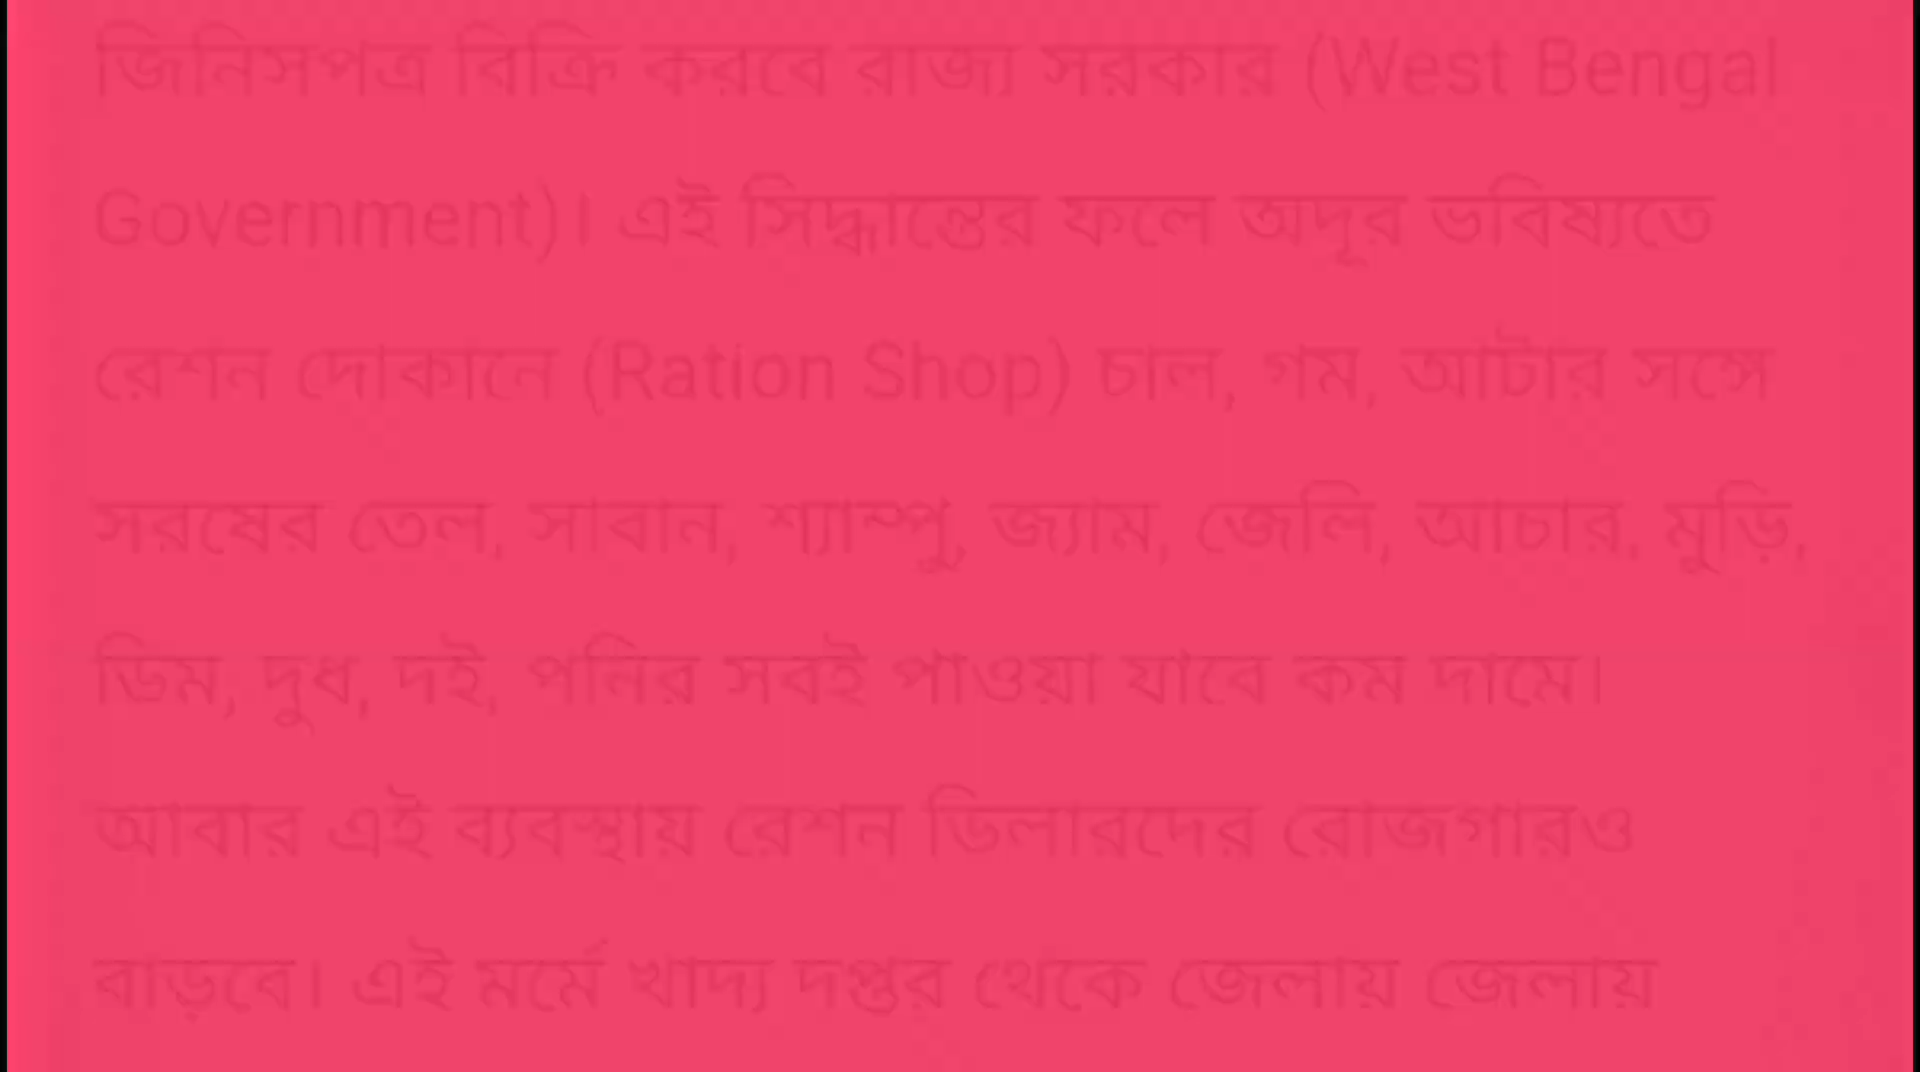 জিনিসপত্র বিক্রি করবে রাজ্য সরকার (West Bengal
Government)। এই সিদ্ধান্তের ফলে অদূর ভবিষ্যতে
রেশন দোকানে (Ration Shop) চাল, গম, আটার সঙ্গে
সরষের তেল, সাবান, শ্যাম্পু, জ্যাম, জেলি, আচার, মুড়ি,
ডিম, দুধ, দই, পনির সবই পাওয়া যাবে কম দামে।
আবার এই ব্যবস্থায় রেশন ডিলারদের রোজগারও
বাড়বে। এই মর্মে খাদ্য দপ্তর থেকে জেলায় জেলায়